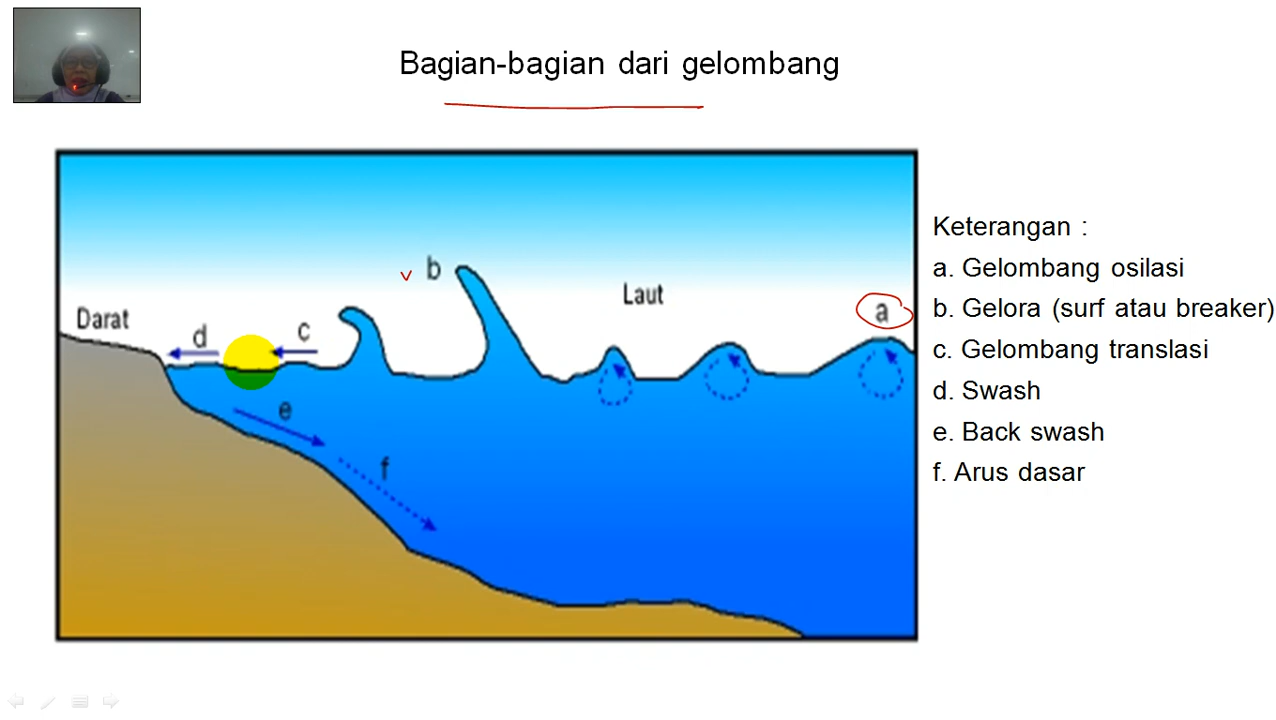 Bagian-bagian dari gelombang
Darat
d
c
b
Laut
a
e
f
Keterangan :
a. Gelombang osilasi
b. Gelora (surf atau breaker)
c. Gelombang translasi
d. Swash
e. Back swash
f. Arus dasar